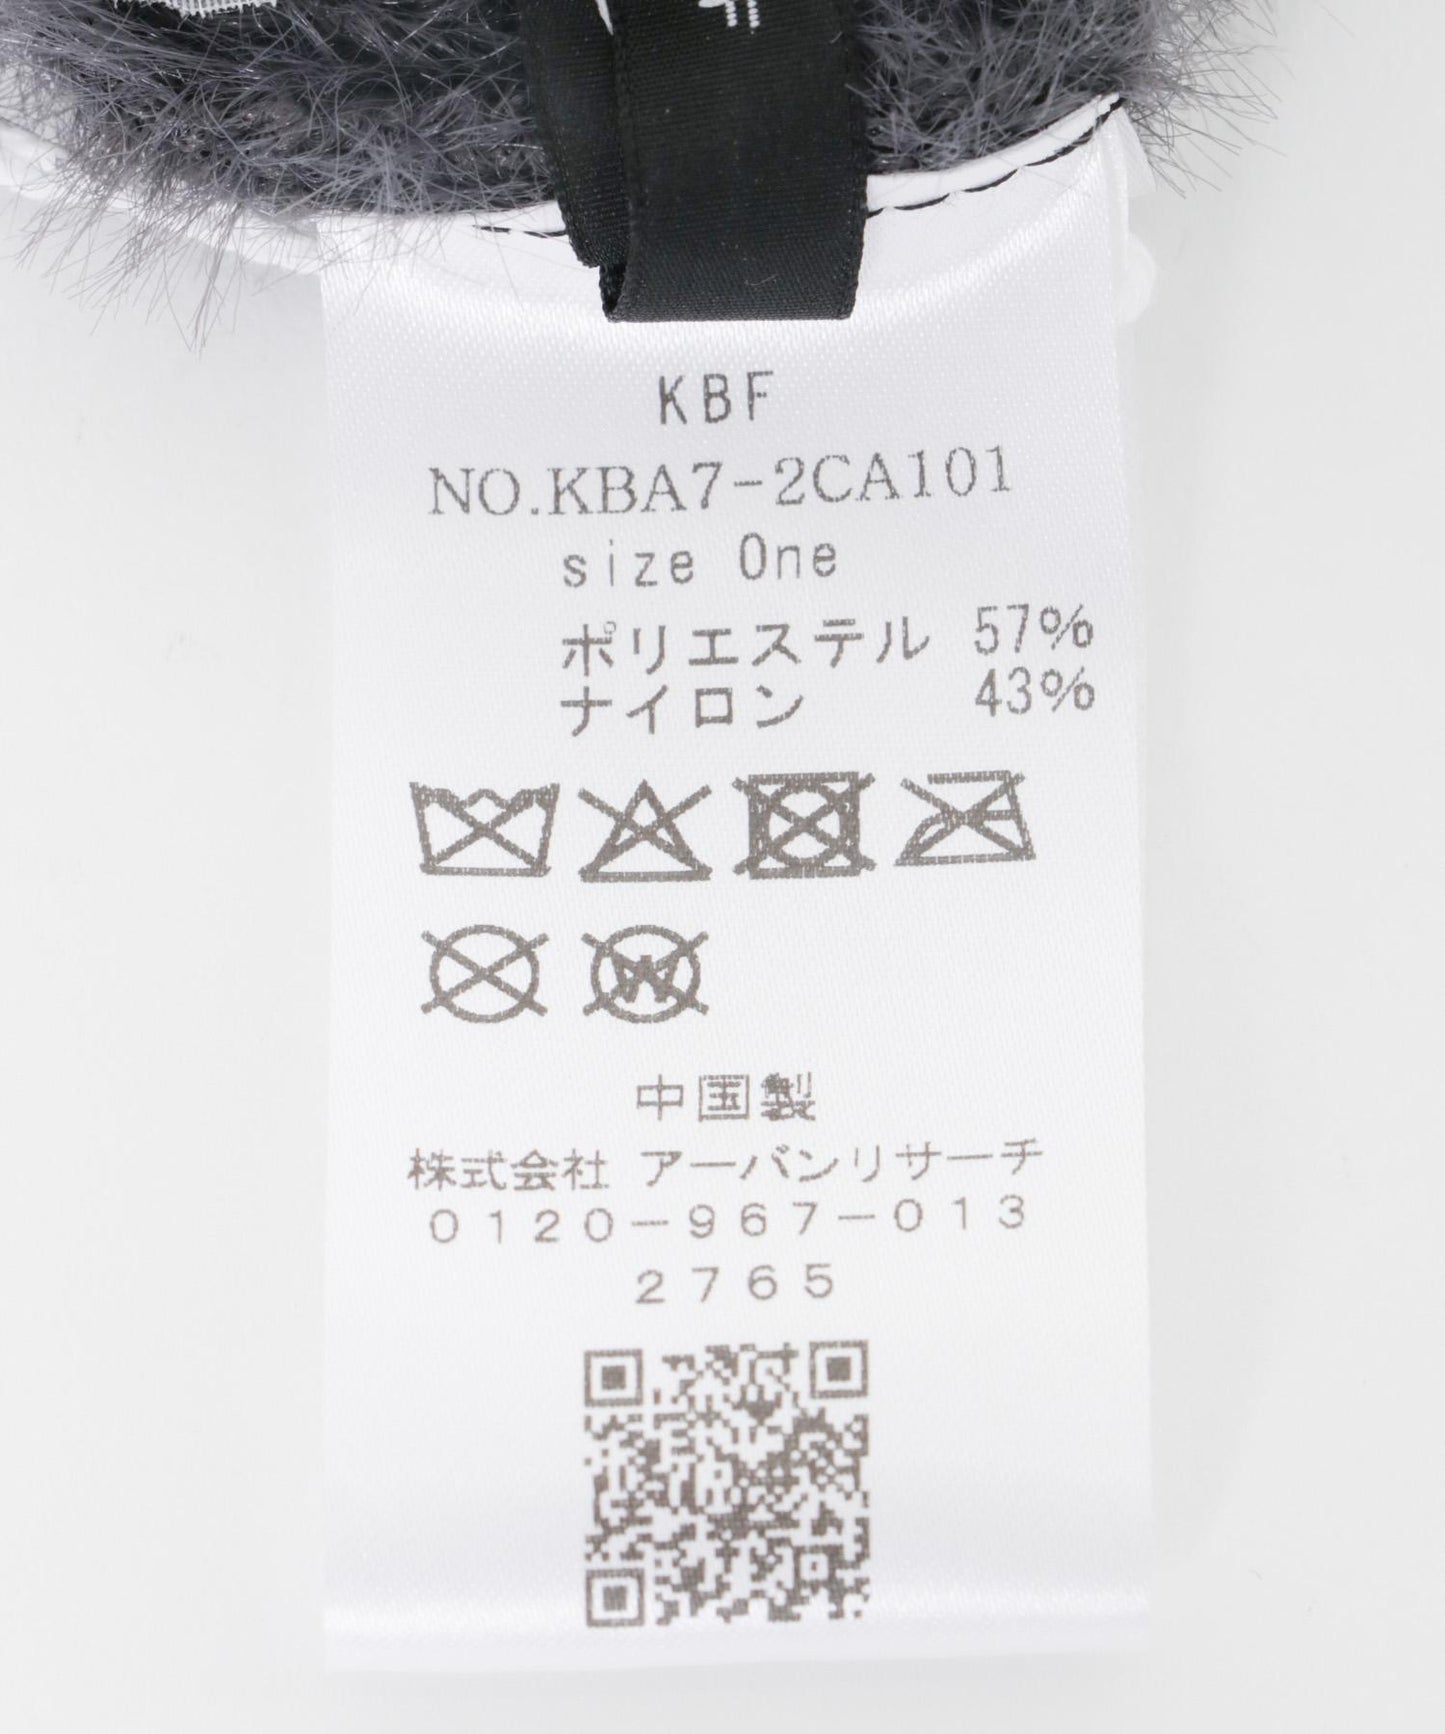 KBF
NO.KBA7-2CA101
size One
ポリエステル 57%
ナイロン 43%
中国製
株式会社 アーバンリサーチ
0120-967-013
2765